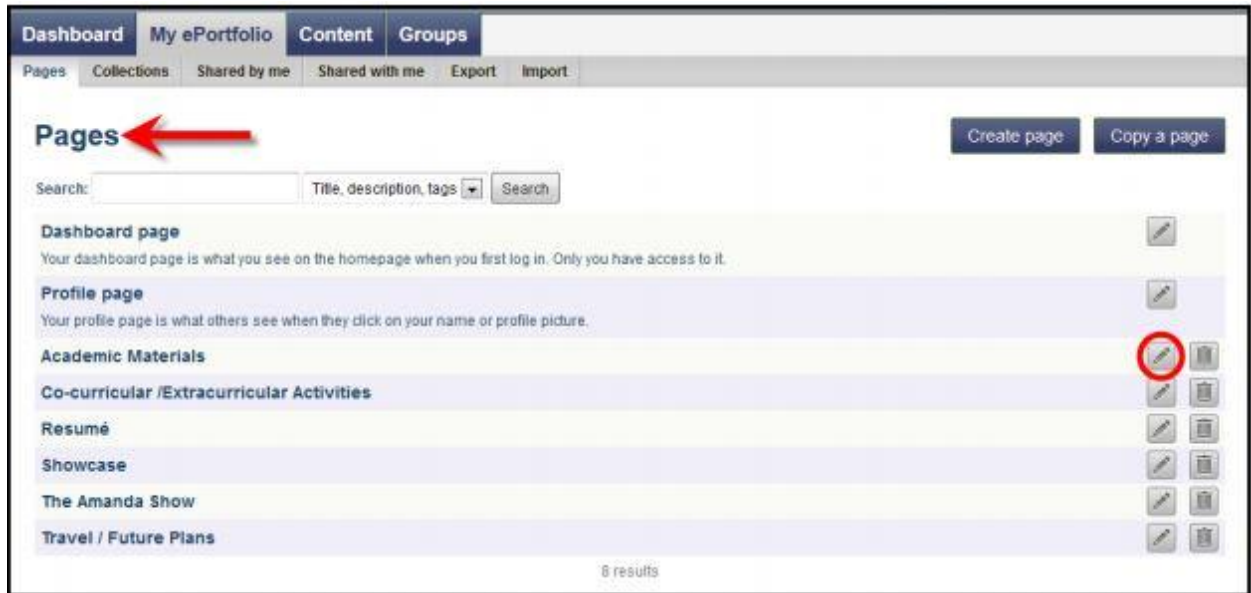 Dashboard My ePortfolio Content Groups
Pages Collections Shared by me Shared with me Export Import
Pages
Create page Copy a page
Search: Title, description, tags Search
Dashboard page
Your dashboard page is what you see on the homepage when you first log in. Only you have access to it.
Profile page
Your profile page is what others see when they click on your name or profile picture.
Academic Materials
Co-curricular /Extracurricular Activities
Resumé
Showcase
The Amanda Show
Travel / Future Plans
8 results